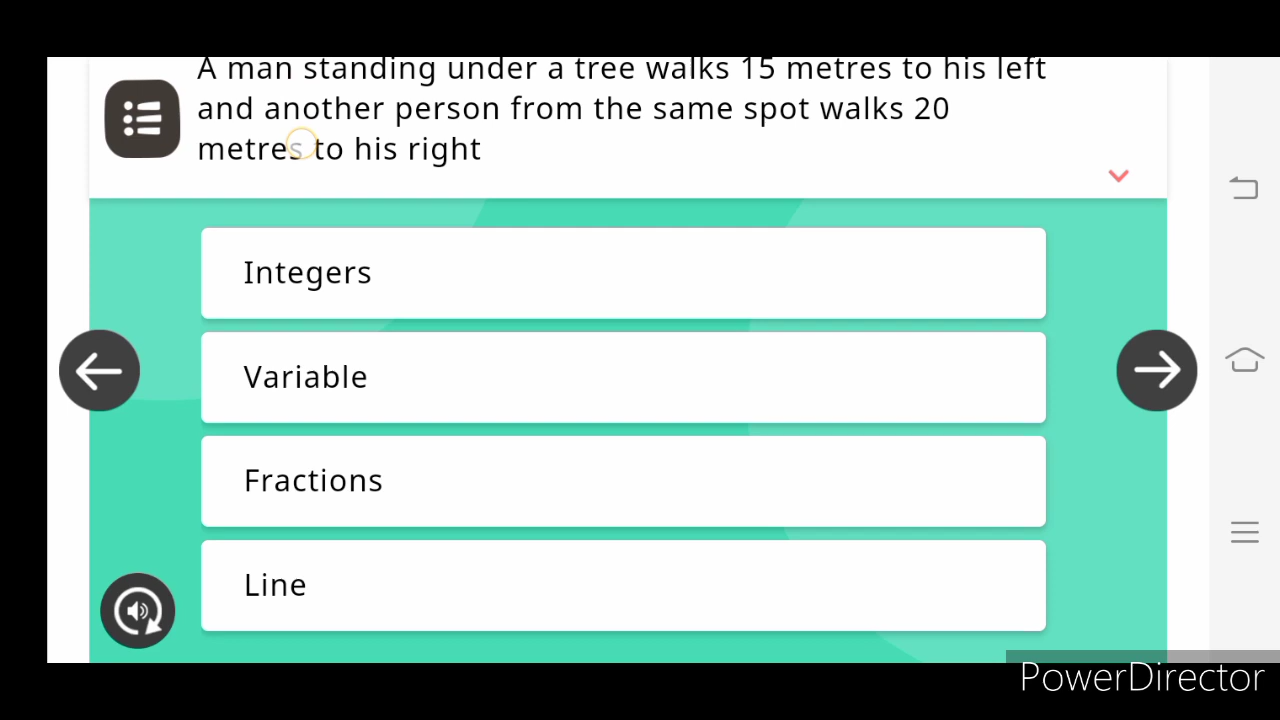 A man standing under a tree walks 15 metres to his left
and another person from the same spot walks 20
metres to his right
Integers
Variable
Fractions
Line
PowerDirector